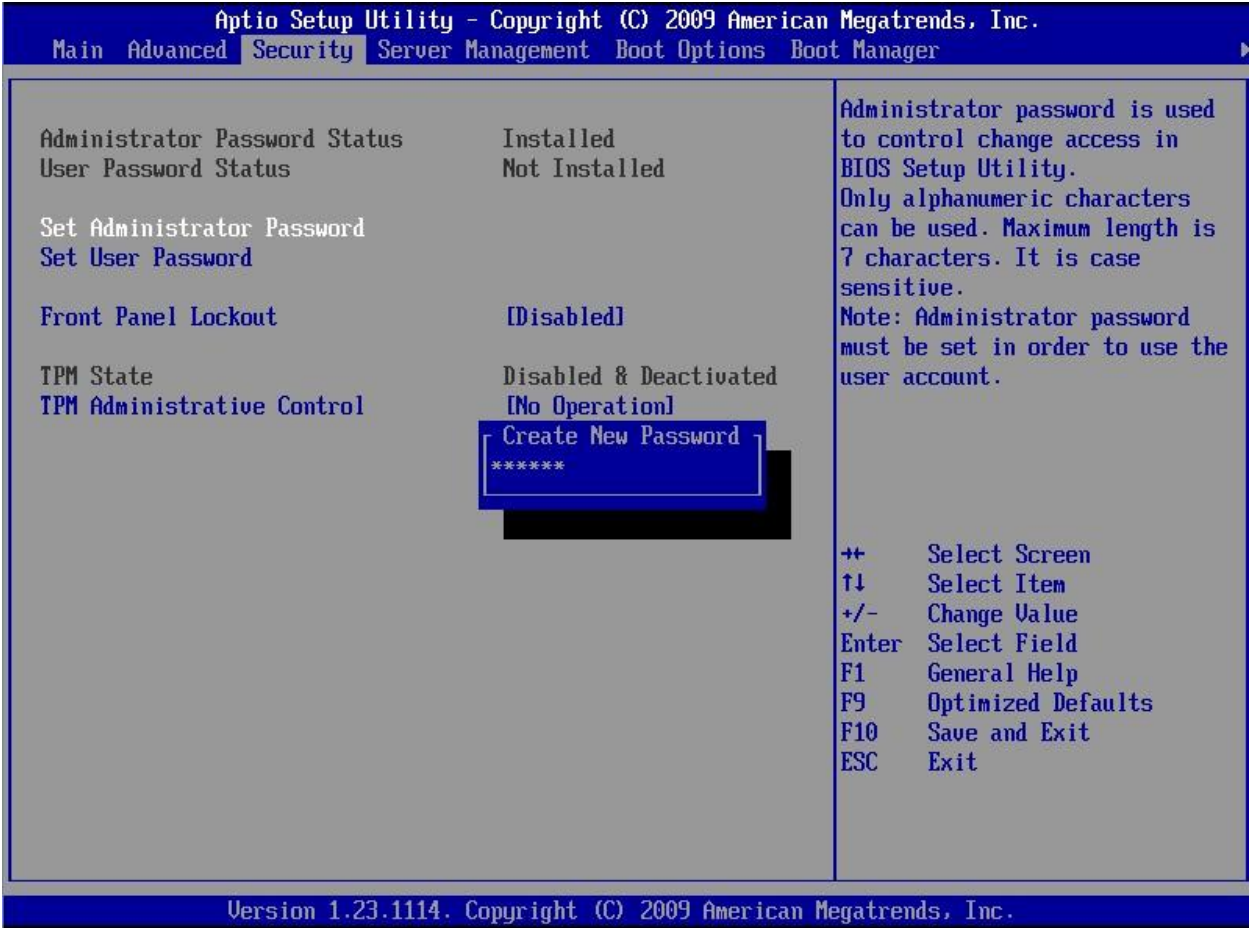 Aptio Setup Utility - Copyright (C) 2009 American Megatrends, Inc.
Main Advanced Security Server Management Boot Options Boot Manager
Administrator Password Status Installed
User Password Status Not Installed
Set Administrator Password
Set User Password
Front Panel Lockout [Disabled]
TPM State Disabled & Deactivated
TPM Administrative Control [No Operation]
Create New Password
******
Administrator password is used
to control change access in
BIOS Setup Utility.
Only alphanumeric characters
can be used. Maximum length is
7 characters. It is case
sensitive.
Note: Administrator password
must be set in order to use the
user account.
→← Select Screen
↑↓ Select Item
+/- Change Value
Enter Select Field
F1 General Help
F9 Optimized Defaults
F10 Save and Exit
ESC Exit
Version 1.23.1114. Copyright (C) 2009 American Megatrends, Inc.